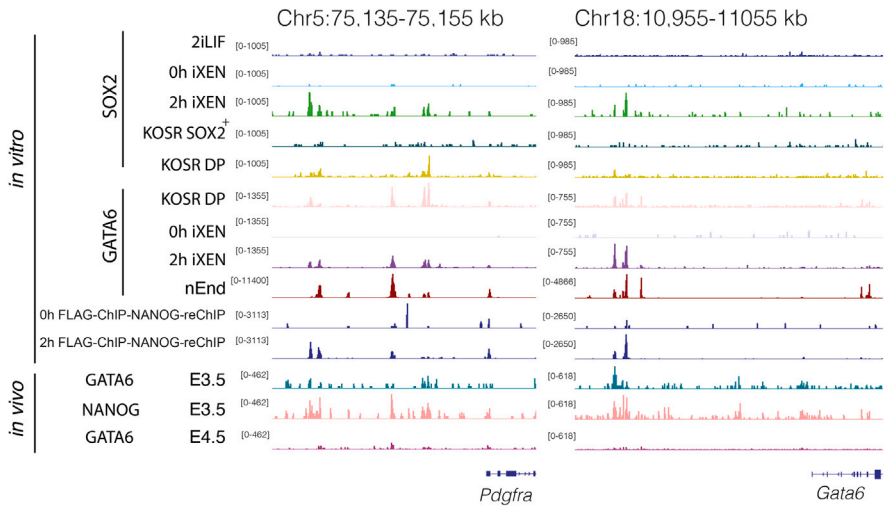 Chr5:75,135-75,155 kb Chr18:10,955-11055 kb
in vitro
SOX2
2iLIF [0-1005] [0-985]
0h iXEN [0-1005] [0-985]
2h iXEN [0-1005] [0-985]
KOSR SOX2+ [0-1005] [0-985]
KOSR DP [0-1005] [0-985]
GATA6
KOSR DP [0-1355] [0-755]
0h iXEN [0-1355] [0-755]
2h iXEN [0-1355] [0-755]
nEnd [0-11400] [0-4866]
0h FLAG-ChIP-NANOG-reChIP [0-3113] [0-2650]
2h FLAG-ChIP-NANOG-reChIP [0-3113] [0-2650]
in vivo
GATA6 E3.5 [0-462] [0-618]
NANOG E3.5 [0-462] [0-618]
GATA6 E4.5 [0-462] [0-618]
Pdgfra Gata6